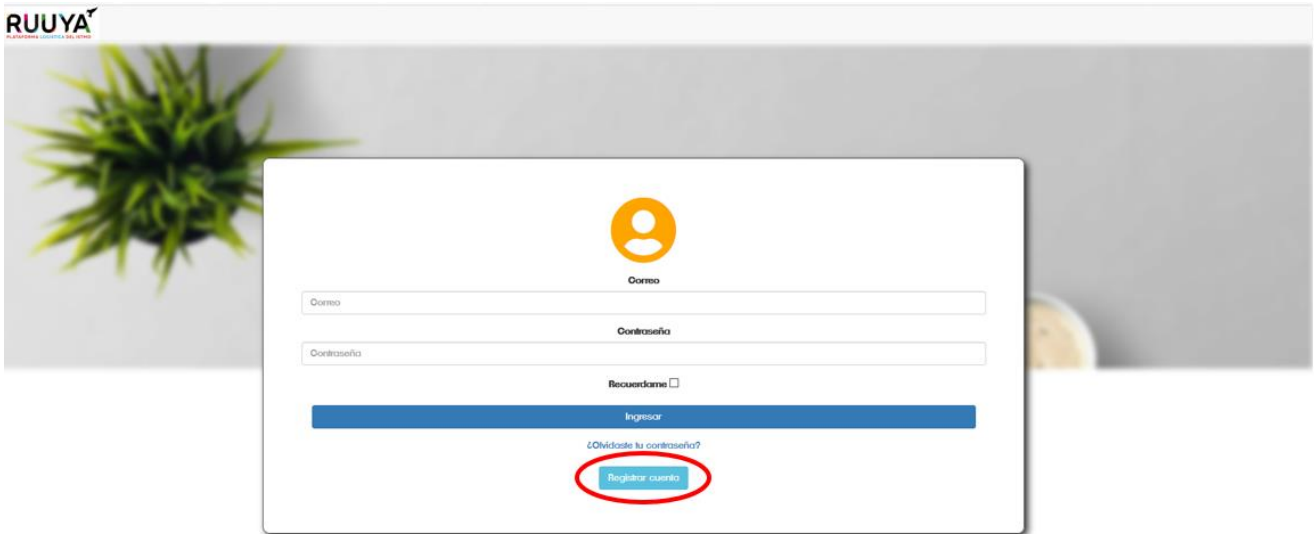 RUUYA
PLATAFORMA LOGÍSTICA DEL ISTMO
Correo
Correo
Contraseña
Contraseña
Recuerdame
Ingresar
¿Olvidaste tu contraseña?
Registrar cuenta